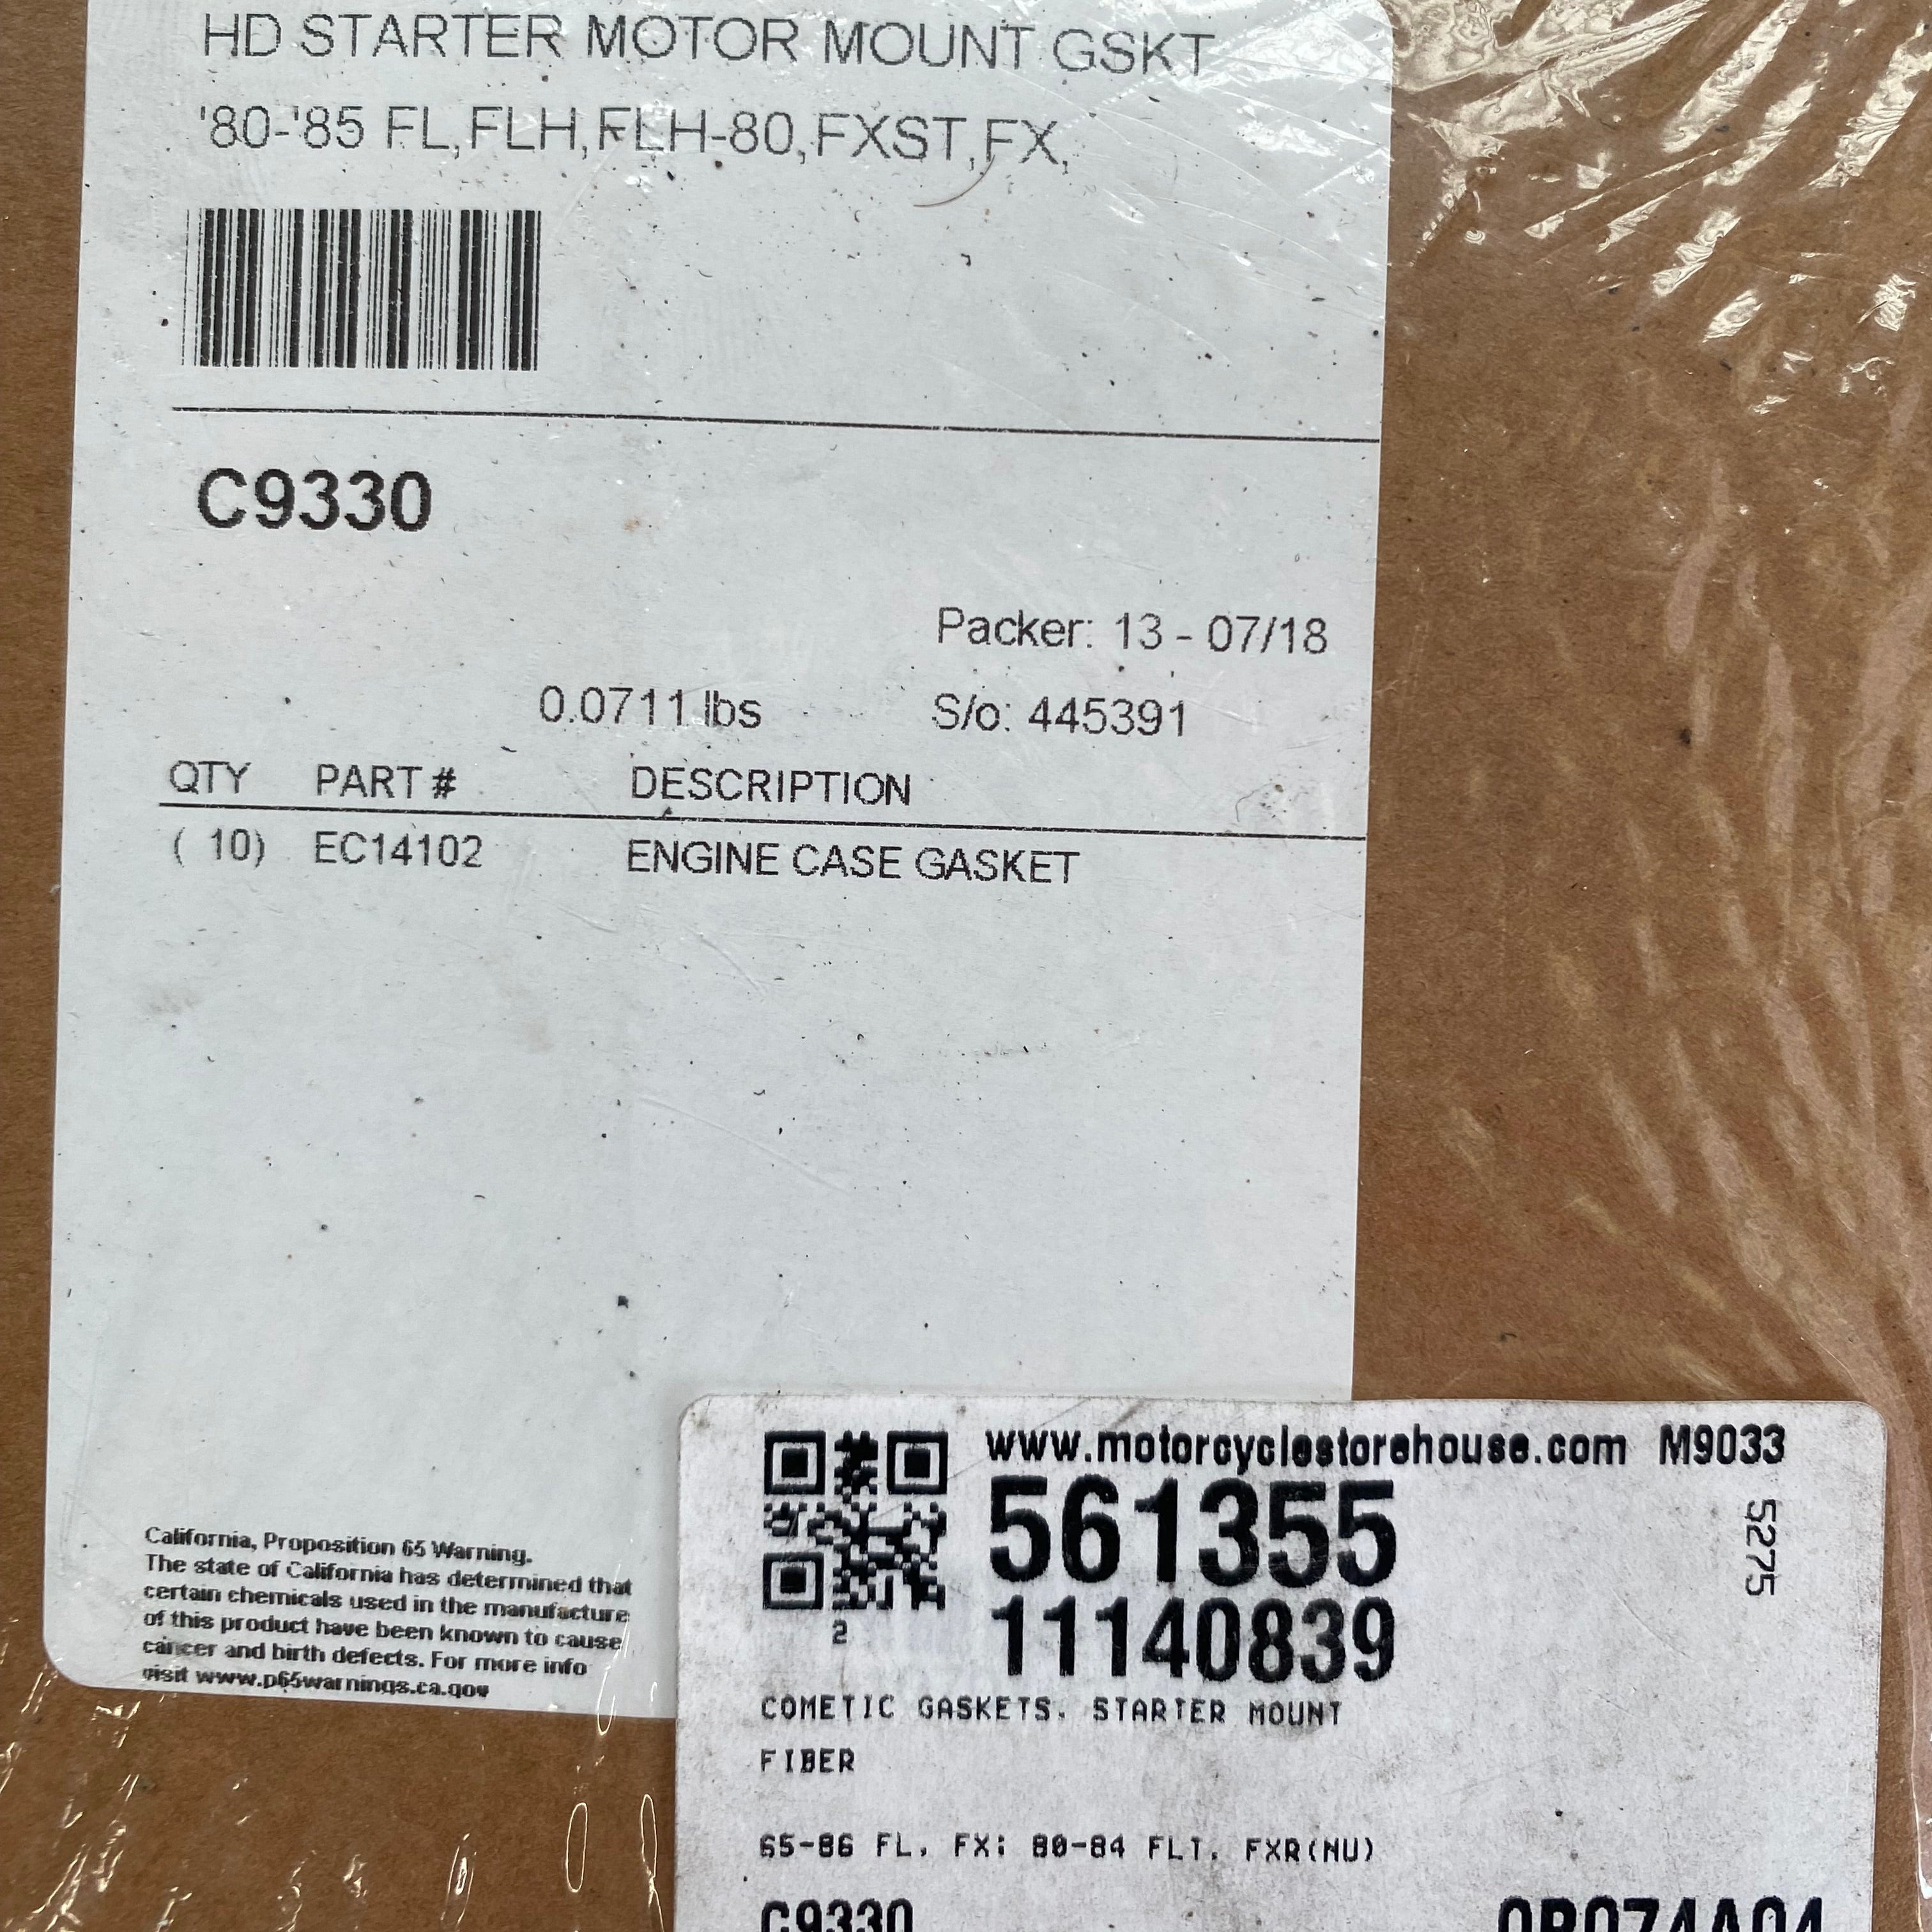 HD STARTER MOTOR MOUNT GSKT
'80-'85 FL,FLH,FLH-80,FXST,FX,
C9330
Packer: 13 - 07/18
0.0711 lbs S/o: 445391
QTY PART # DESCRIPTION
( 10) EC14102 ENGINE CASE GASKET
California, Proposition 65 Warning.
The state of California has determined that
certain chemicals used in the manufacture
of this product have been known to cause
cancer and birth defects. For more info
visit www.p65warnings.ca.gov
www.motorcyclestorehouse.com M9033
561355
5275
11140839
2
COMETIC GASKETS. STARTER MOUNT
FIBER
65-86 FL, FX; 80-84 FLT, FXR(NU)
C9330 0B074A04